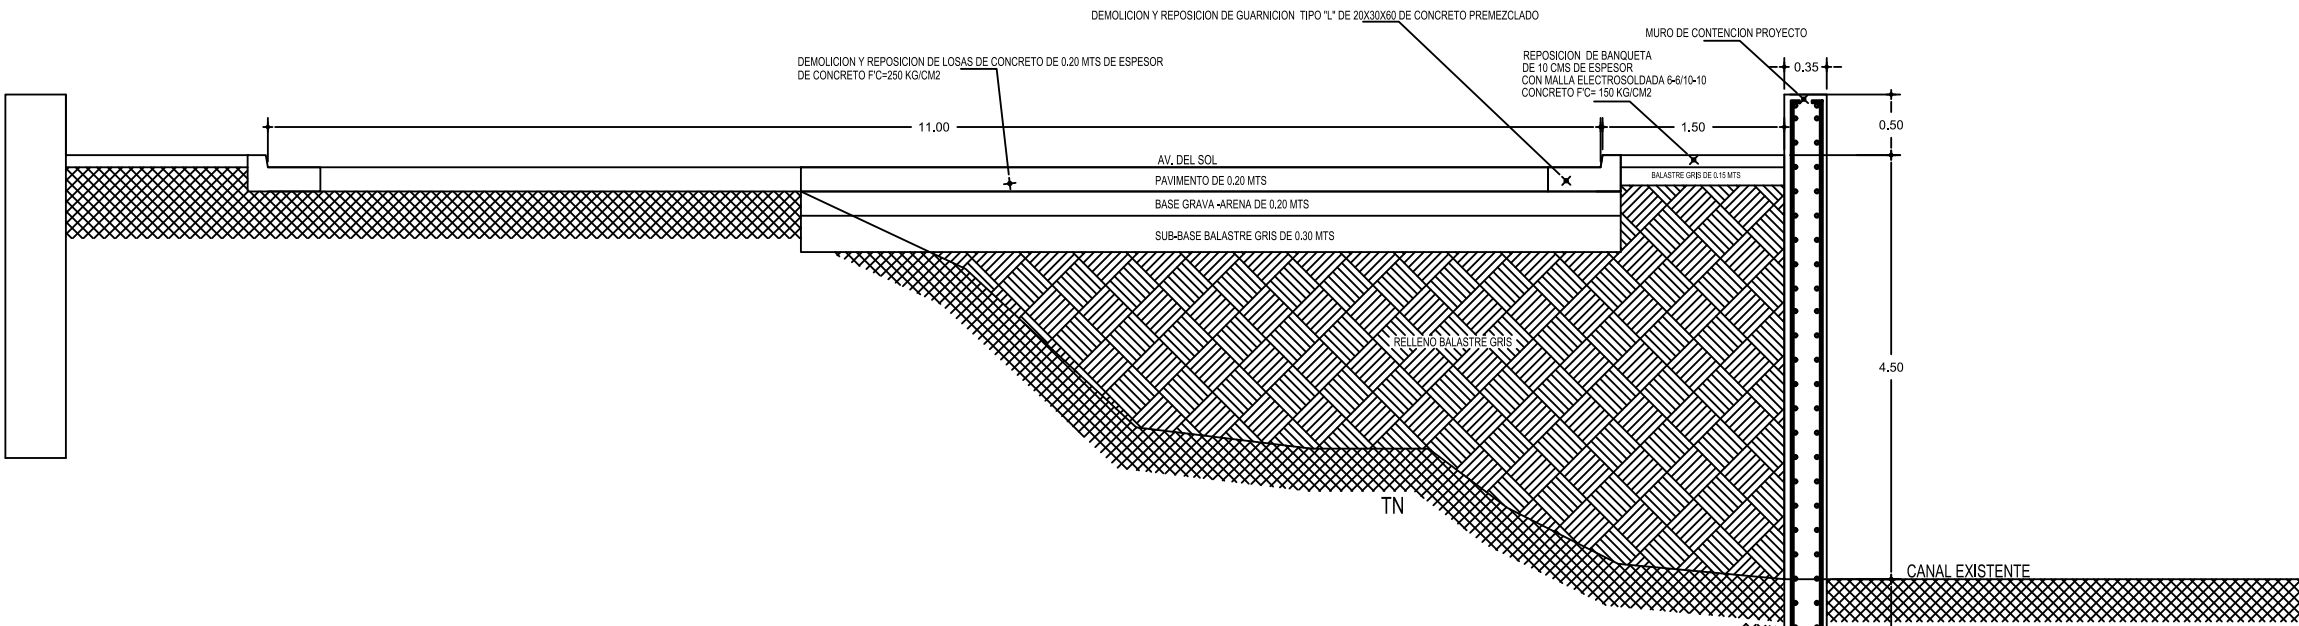 DEMOLICION Y REPOSICION DE GUARNICION TIPO "L" DE 20X30X60 DE CONCRETO PREMEZCLADO
MURO DE CONTENCION PROYECTO
DEMOLICION Y REPOSICION DE LOSAS DE CONCRETO DE 0.20 MTS DE ESPESOR
DE CONCRETO F'C=250 KG/CM2
REPOSICION DE BANQUETA
DE 10 CMS DE ESPESOR
CON MALLA ELECTROSOLDADA 6-6/10-10
CONCRETO F'C= 150 KG/CM2
0.35
11.00
1.50
0.50
AV. DEL SOL
PAVIMENTO DE 0.20 MTS
BALASTRE GRIS DE 0.15 MTS
BASE GRAVA -ARENA DE 0.20 MTS
SUB-BASE BALASTRE GRIS DE 0.30 MTS
RELLENO BALASTRE GRIS
4.50
TN
CANAL EXISTENTE